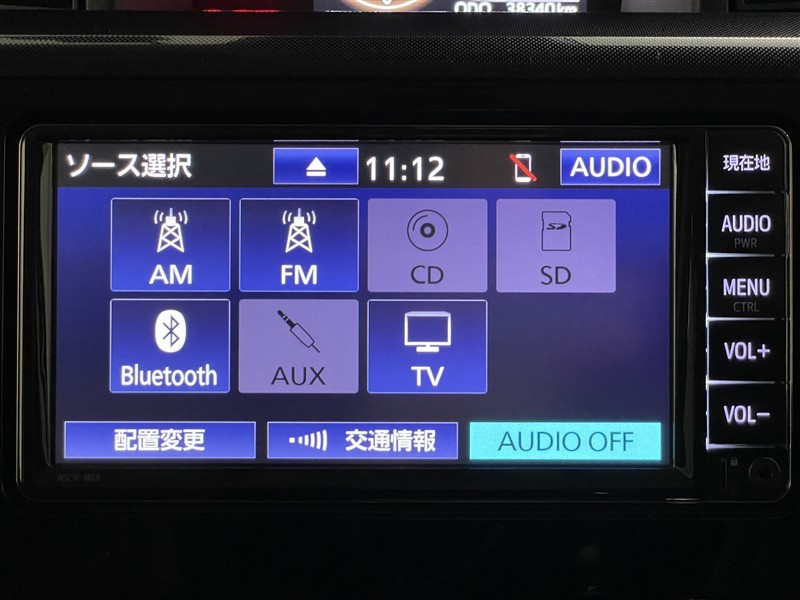 ODO 38340km
ソース選択
11:12
AUDIO
現在地
AM
FM
CD
SD
AUDIO
PWR
MENU
CTRL
Bluetooth
AUX
TV
VOL+
VOL−
配置変更
交通情報
AUDIO OFF